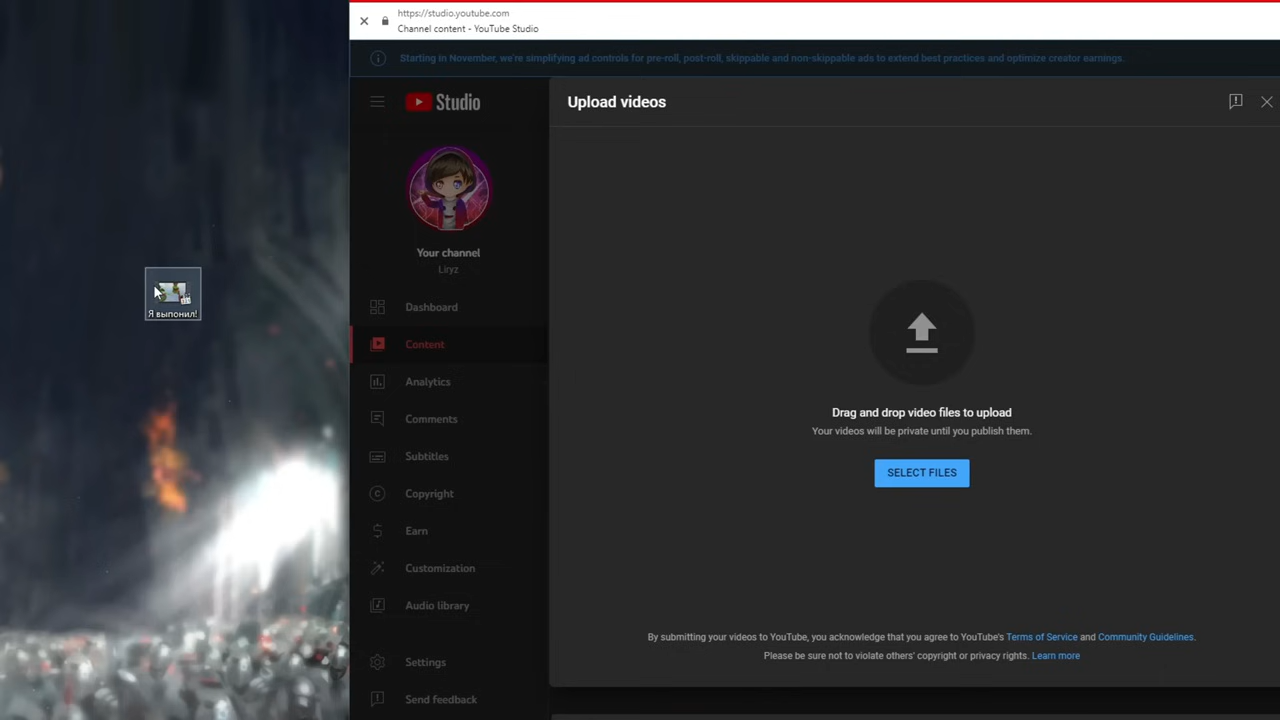 https://studio.youtube.com
Channel content - YouTube Studio
Starting in November, we're simplifying ad controls for pre-roll, post-roll, skippable and non-skippable ads to extend best practices and optimize creator earnings.
Studio
Upload videos
Your channel
Liryz
Я выпонил!
Dashboard
Content
Analytics
Comments
Subtitles
Copyright
Earn
Customization
Audio library
Settings
Send feedback
Drag and drop video files to upload
Your videos will be private until you publish them.
SELECT FILES
By submitting your videos to YouTube, you acknowledge that you agree to YouTube's Terms of Service and Community Guidelines.
Please be sure not to violate others' copyright or privacy rights. Learn more